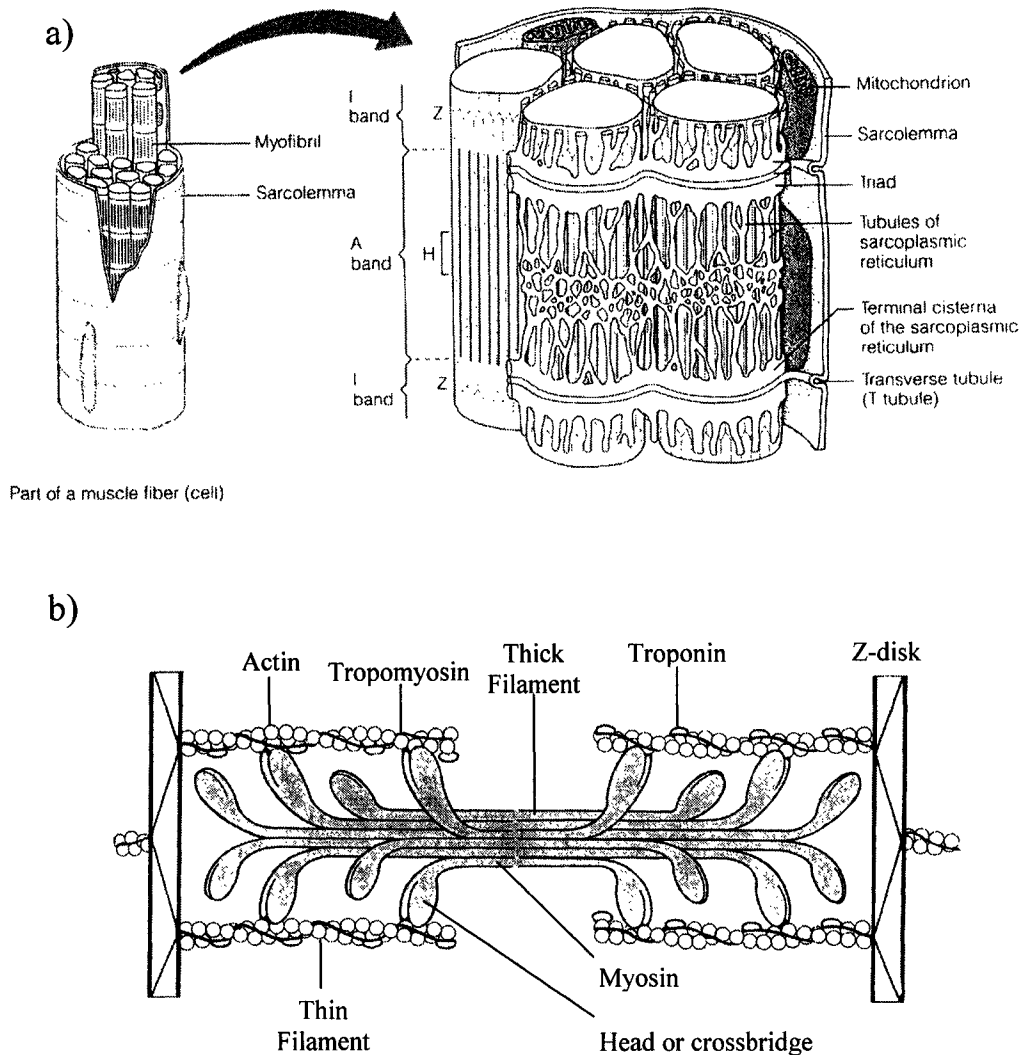 a)
Myofibril
Sarcolemma
I
band
Z
A
band
H
I
band
Z
Mitochondrion
Sarcolemma
Triad
Tubules of
sarcoplasmic
reticulum
Terminal cisterna
of the sarcoplasmic
reticulum
Transverse tubule
(T tubule)
Part of a muscle fiber (cell)
b)
Actin
Tropomyosin
Thick
Filament
Troponin
Z-disk
Thin
Filament
Myosin
Head or crossbridge